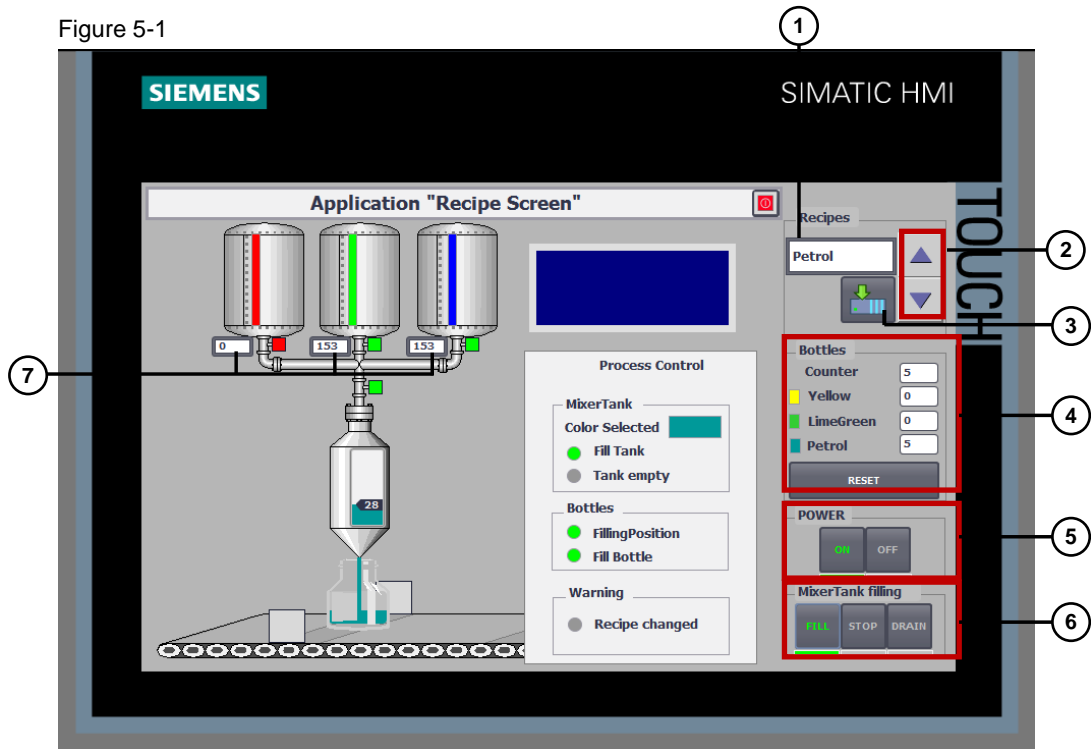 Figure 5-1
1
SIEMENS
SIMATIC HMI
TOUCH
Application "Recipe Screen"
Recipes
Petrol
2
3
0
153
153
7
Process Control
MixerTank
Color Selected
Fill Tank
Tank empty
28
Bottles
FillingPosition
Fill Bottle
Warning
Recipe changed
Bottles
Counter 5
Yellow 0
LimeGreen 0
Petrol 5
RESET
4
POWER
ON OFF
5
MixerTank filling
FILL STOP DRAIN
6